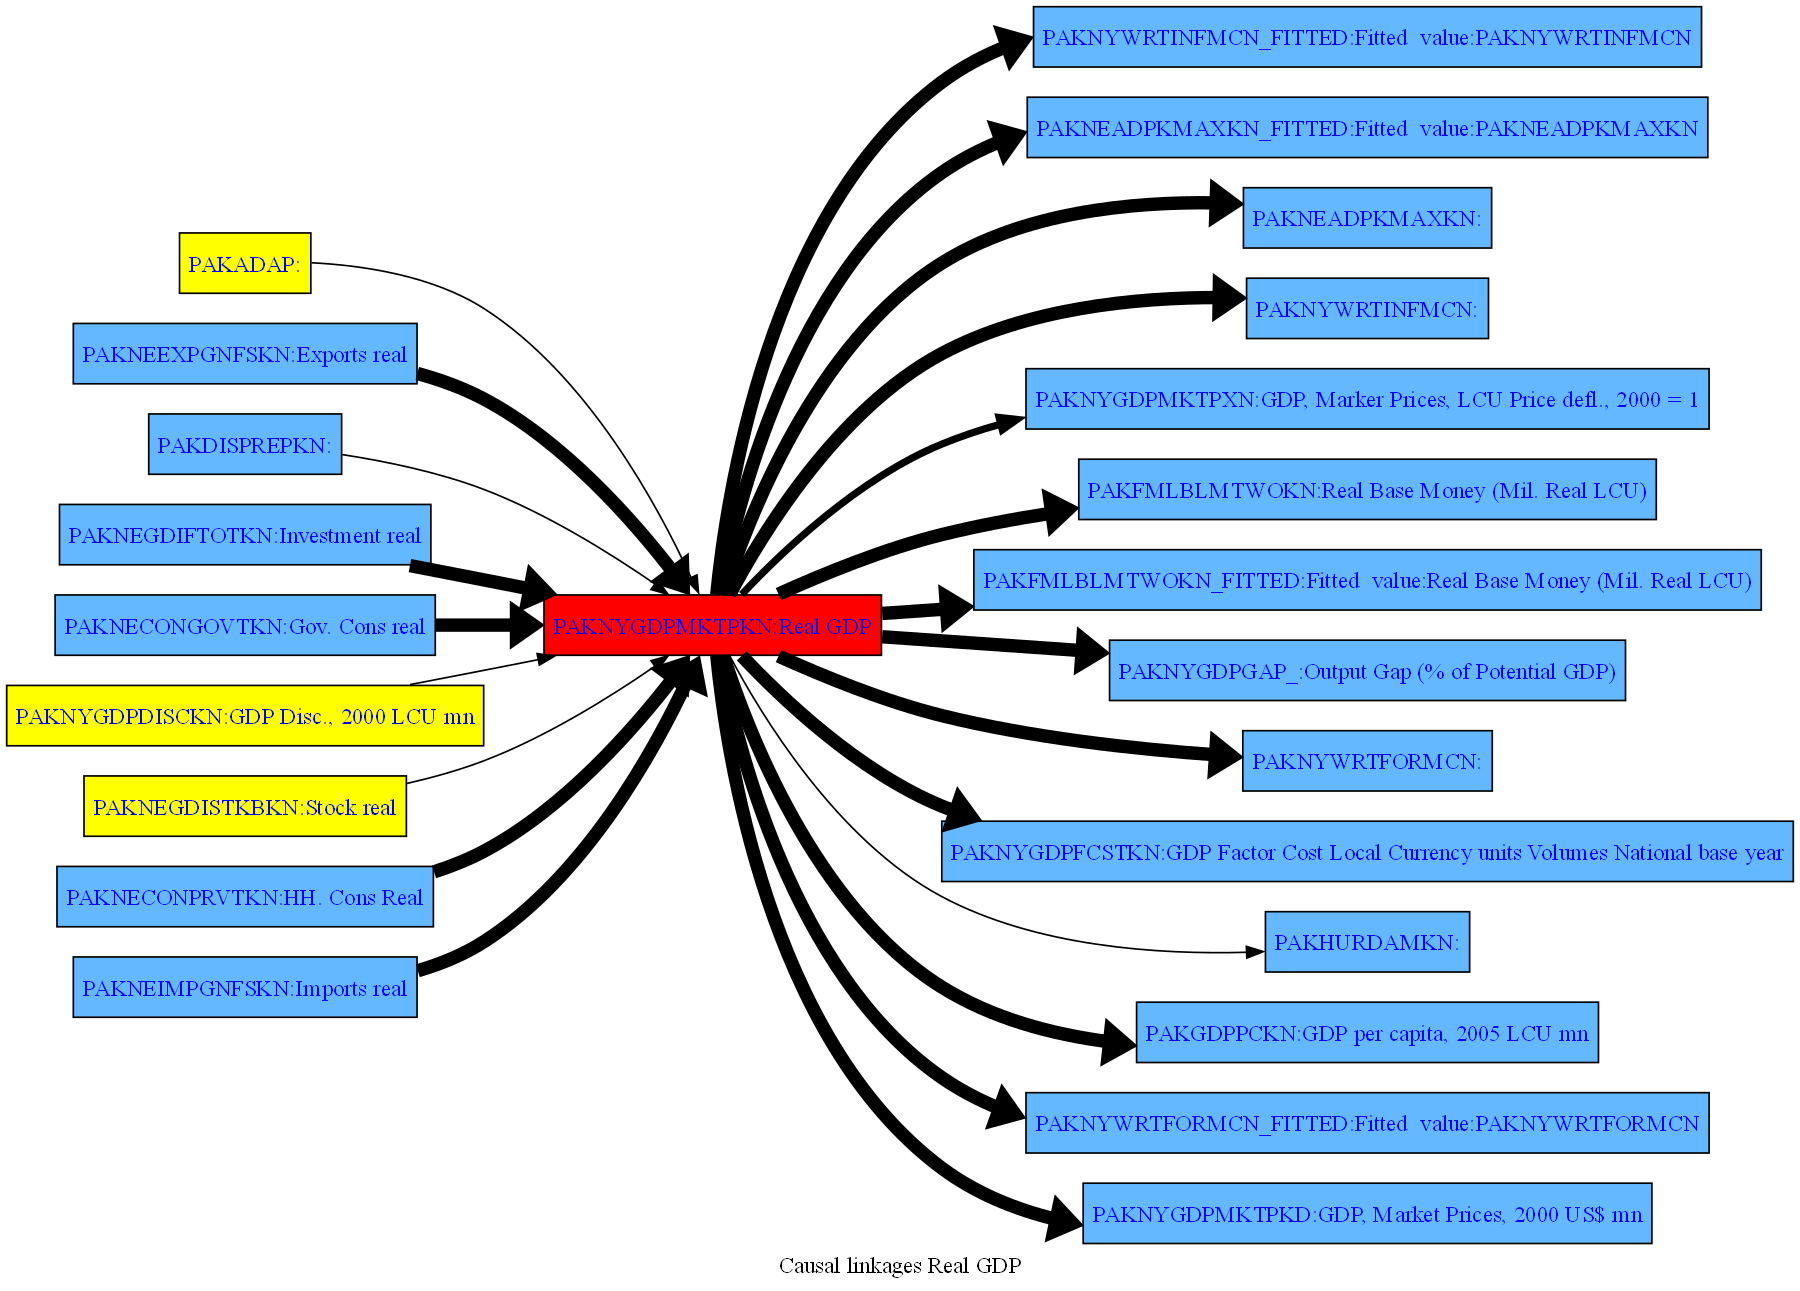 PAKADAP:
PAKNEEXPGNFSKN:Exports real
PAKDISPREPKN:
PAKNEGDIFTOTKN:Investment real
PAKNECONGOVTKN:Gov. Cons real
PAKNYGDPDISCKN:GDP Disc., 2000 LCU mn
PAKNEGDISTKBKN:Stock real
PAKNECONPRVTKN:HH. Cons Real
PAKNEIMPGNFSKN:Imports real
PAKNYGDPMKTPKN:Real GDP
PAKNYWRTINFMCN_FITTED:Fitted  value:PAKNYWRTINFMCN
PAKNEADPKMAXKN_FITTED:Fitted  value:PAKNEADPKMAXKN
PAKNEADPKMAXKN:
PAKNYWRTINFMCN:
PAKNYGDPMKTPXN:GDP, Marker Prices, LCU Price defl., 2000 = 1
PAKFMLBLMTWOKN:Real Base Money (Mil. Real LCU)
PAKFMLBLMTWOKN_FITTED:Fitted  value:Real Base Money (Mil. Real LCU)
PAKNYGDPGAP_:Output Gap (% of Potential GDP)
PAKNYWRTFORMCN:
PAKNYGDPFCSTKN:GDP Factor Cost Local Currency units Volumes National base year
PAKHURDAMKN:
PAKGDPPCKN:GDP per capita, 2005 LCU mn
PAKNYWRTFORMCN_FITTED:Fitted  value:PAKNYWRTFORMCN
PAKNYGDPMKTPKD:GDP, Market Prices, 2000 US$ mn
Causal linkages Real GDP